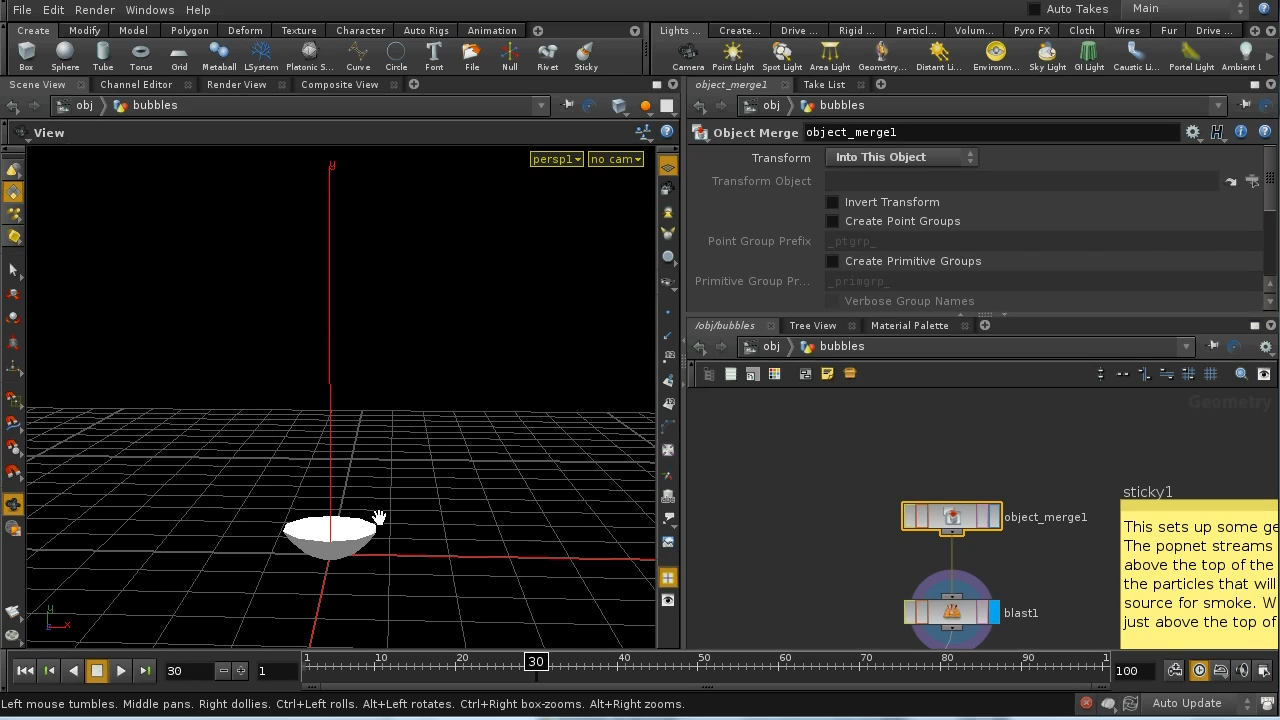 File Edit Render Windows Help
Auto Takes Main
Create Modify Model Polygon Deform Texture Character Auto Rigs Animation
Lights ... Create... Drive ... Rigid ... Particl... Volum... Pyro FX Cloth Wires Fur Drive ...
Box Sphere Tube Torus Grid Metaball LSystem Platonic S... Curve Circle Font File Null Rivet Sticky
Camera Point Light Spot Light Area Light Geometry... Distant Li... Environm... Sky Light GI Light Caustic Li... Portal Light Ambient L
Scene View Channel Editor Render View Composite View
object_merge1 Take List
obj bubbles
obj bubbles
View
Object Merge object_merge1
y
persp1 no cam
Transform Into This Object
Transform Object
Invert Transform
Create Point Groups
Point Group Prefix _ptgrp_
Create Primitive Groups
Primitive Group Pr... _primgrp_
Verbose Group Names
/obj/bubbles Tree View Material Palette
obj bubbles
Geometry
sticky1
object_merge1
This sets up some ge
The popnet streams
above the top of the
the particles that will
source for smoke. W
just above the top of
blast1
y
z x
30 1
1 10 20 30 40 50 60 70 80 90 1
100
Left mouse tumbles. Middle pans. Right dollies. Ctrl+Left rolls. Alt+Left rotates. Ctrl+Right box-zooms. Alt+Right zooms.
Auto Update